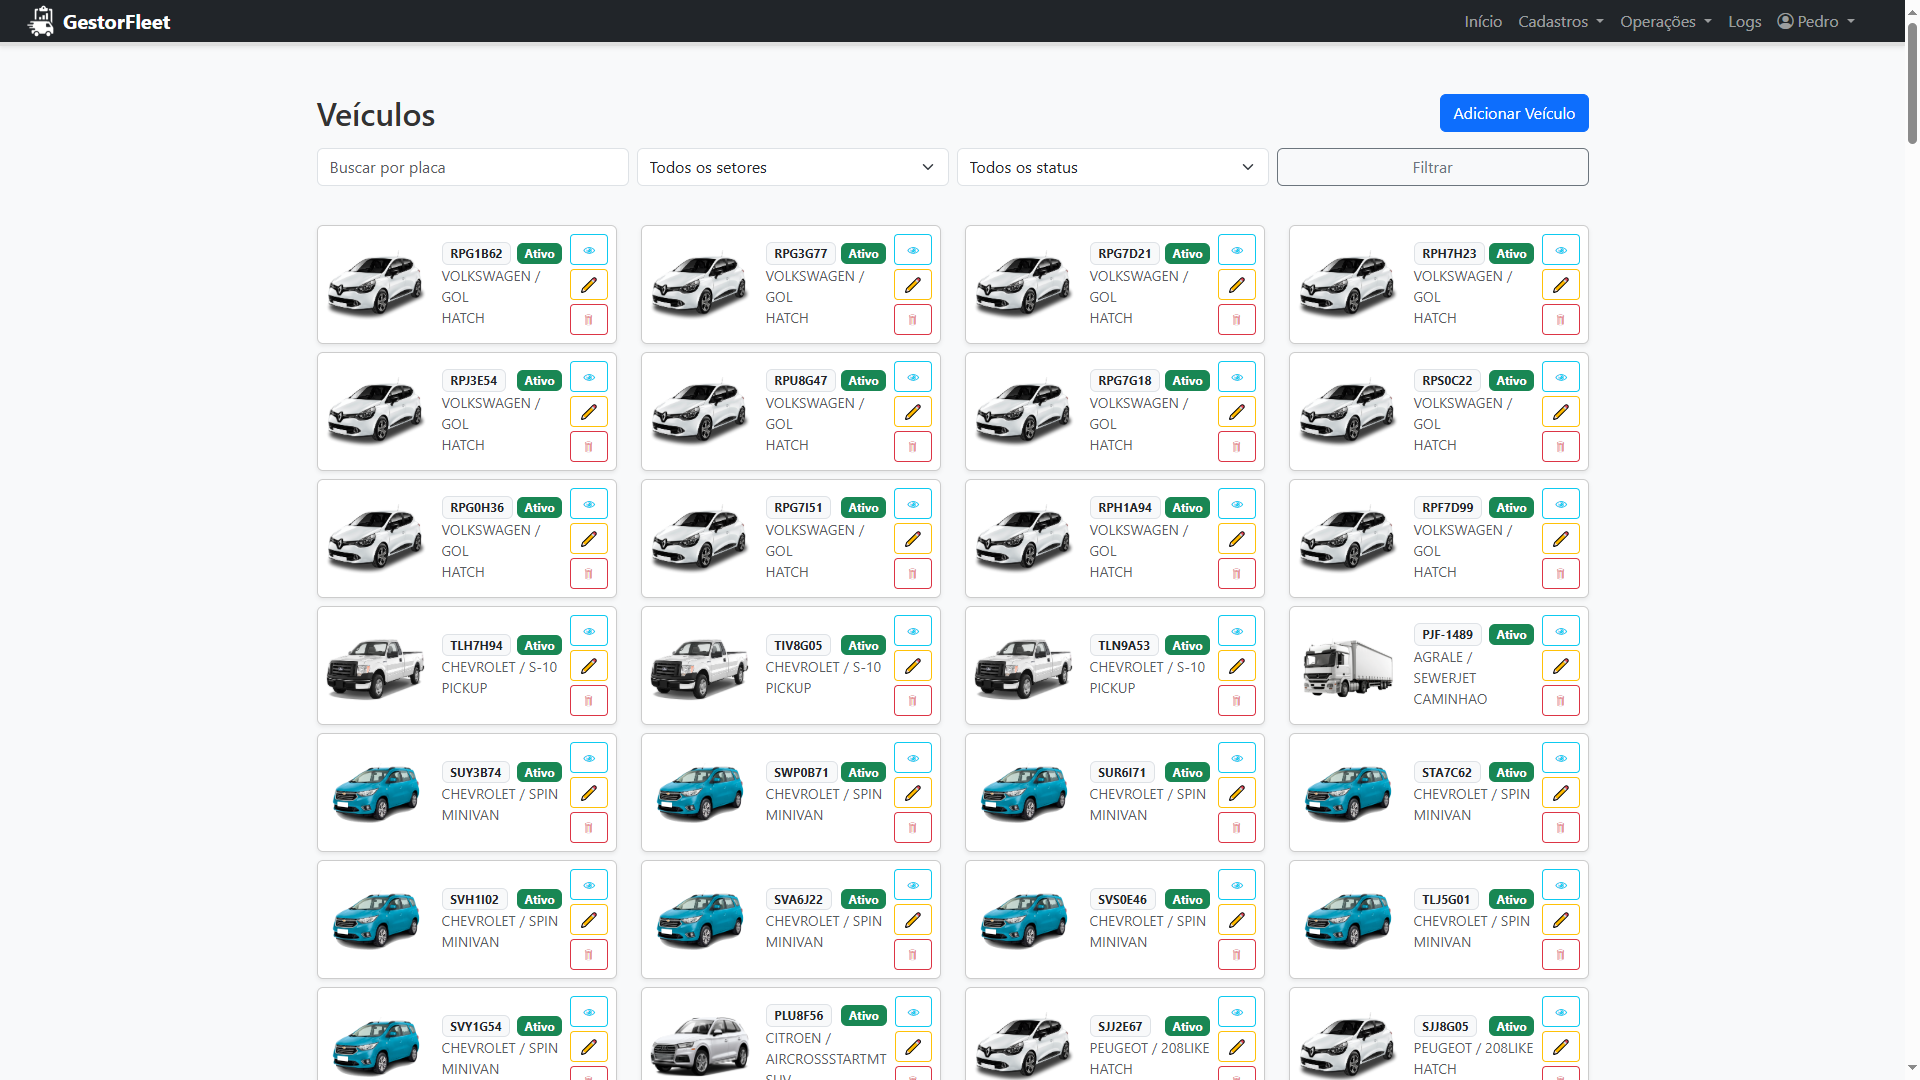 GestorFleet
Início Cadastros Operações Logs Pedro
Veículos
Adicionar Veículo
Buscar por placa Todos os setores Todos os status Filtrar
RPG1B62 Ativo
VOLKSWAGEN /
GOL
HATCH
RPG3G77 Ativo
VOLKSWAGEN /
GOL
HATCH
RPG7D21 Ativo
VOLKSWAGEN /
GOL
HATCH
RPH7H23 Ativo
VOLKSWAGEN /
GOL
HATCH
RPJ3E54 Ativo
VOLKSWAGEN /
GOL
HATCH
RPU8G47 Ativo
VOLKSWAGEN /
GOL
HATCH
RPG7G18 Ativo
VOLKSWAGEN /
GOL
HATCH
RPS0C22 Ativo
VOLKSWAGEN /
GOL
HATCH
RPG0H36 Ativo
VOLKSWAGEN /
GOL
HATCH
RPG7I51 Ativo
VOLKSWAGEN /
GOL
HATCH
RPH1A94 Ativo
VOLKSWAGEN /
GOL
HATCH
RPF7D99 Ativo
VOLKSWAGEN /
GOL
HATCH
TLH7H94 Ativo
CHEVROLET / S-10
PICKUP
TIV8G05 Ativo
CHEVROLET / S-10
PICKUP
TLN9A53 Ativo
CHEVROLET / S-10
PICKUP
PJF-1489 Ativo
AGRALE /
SEWERJET
CAMINHAO
SUY3B74 Ativo
CHEVROLET / SPIN
MINIVAN
SWP0B71 Ativo
CHEVROLET / SPIN
MINIVAN
SUR6I71 Ativo
CHEVROLET / SPIN
MINIVAN
STA7C62 Ativo
CHEVROLET / SPIN
MINIVAN
SVH1I02 Ativo
CHEVROLET / SPIN
MINIVAN
SVA6J22 Ativo
CHEVROLET / SPIN
MINIVAN
SVS0E46 Ativo
CHEVROLET / SPIN
MINIVAN
TLJ5G01 Ativo
CHEVROLET / SPIN
MINIVAN
SVY1G54 Ativo
CHEVROLET / SPIN
MINIVAN
PLU8F56 Ativo
CITROEN /
AIRCROSSSTARTMT
SUV
SJJ2E67 Ativo
PEUGEOT / 208LIKE
HATCH
SJJ8G05 Ativo
PEUGEOT / 208LIKE
HATCH